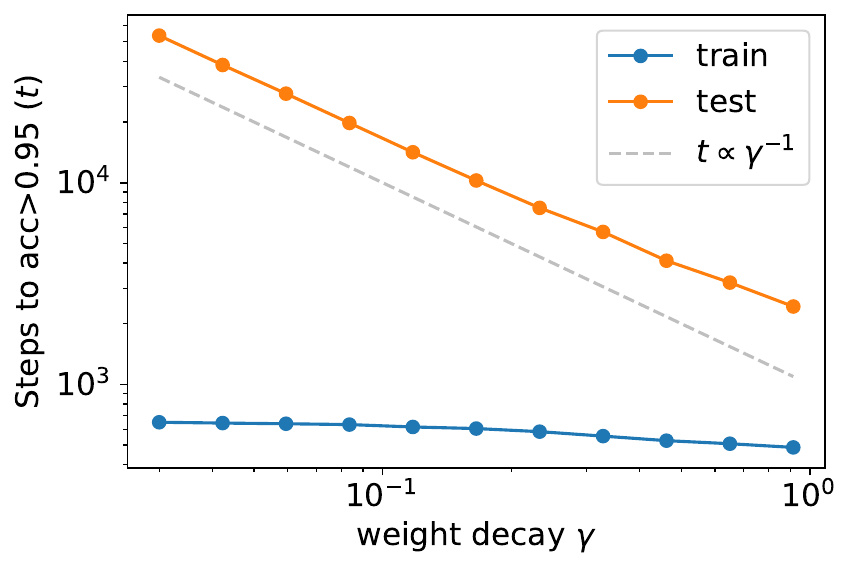 Steps to acc>0.95 (t)
10⁴
10³
10⁻¹
10⁰
weight decay γ
train
test
t ∝ γ⁻¹